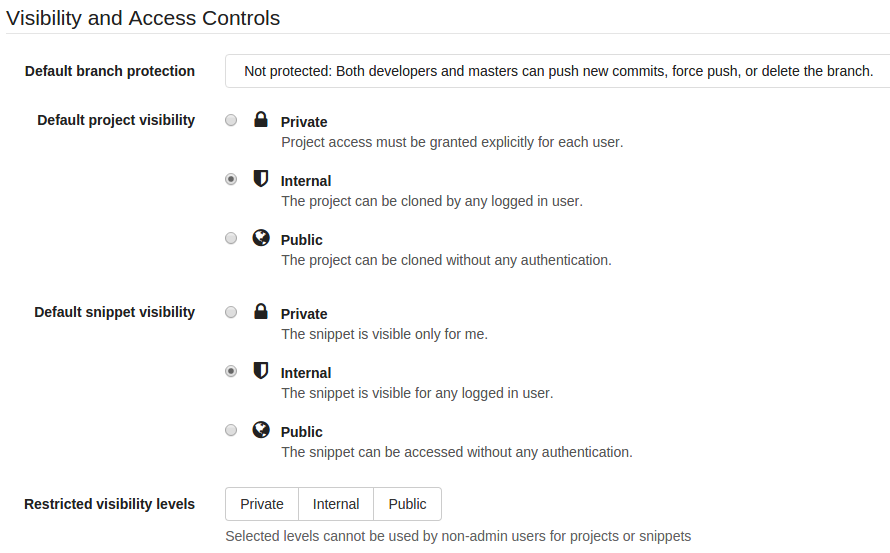 Visibility and Access Controls
Default branch protection
Not protected: Both developers and masters can push new commits, force push, or delete the branch.
Default project visibility
Private
Project access must be granted explicitly for each user.
Internal
The project can be cloned by any logged in user.
Public
The project can be cloned without any authentication.
Default snippet visibility
Private
The snippet is visible only for me.
Internal
The snippet is visible for any logged in user.
Public
The snippet can be accessed without any authentication.
Restricted visibility levels
Private Internal Public
Selected levels cannot be used by non-admin users for projects or snippets